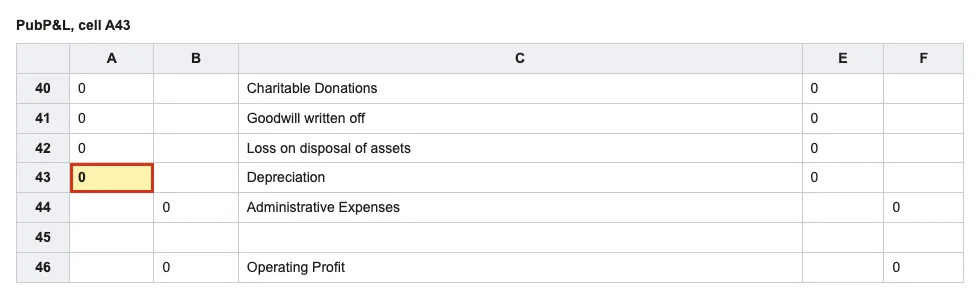 PubP&L, cell A43
A B C E F
40 0 Charitable Donations 0
41 0 Goodwill written off 0
42 0 Loss on disposal of assets 0
43 0 Depreciation 0
44 0 Administrative Expenses 0
45
46 0 Operating Profit 0